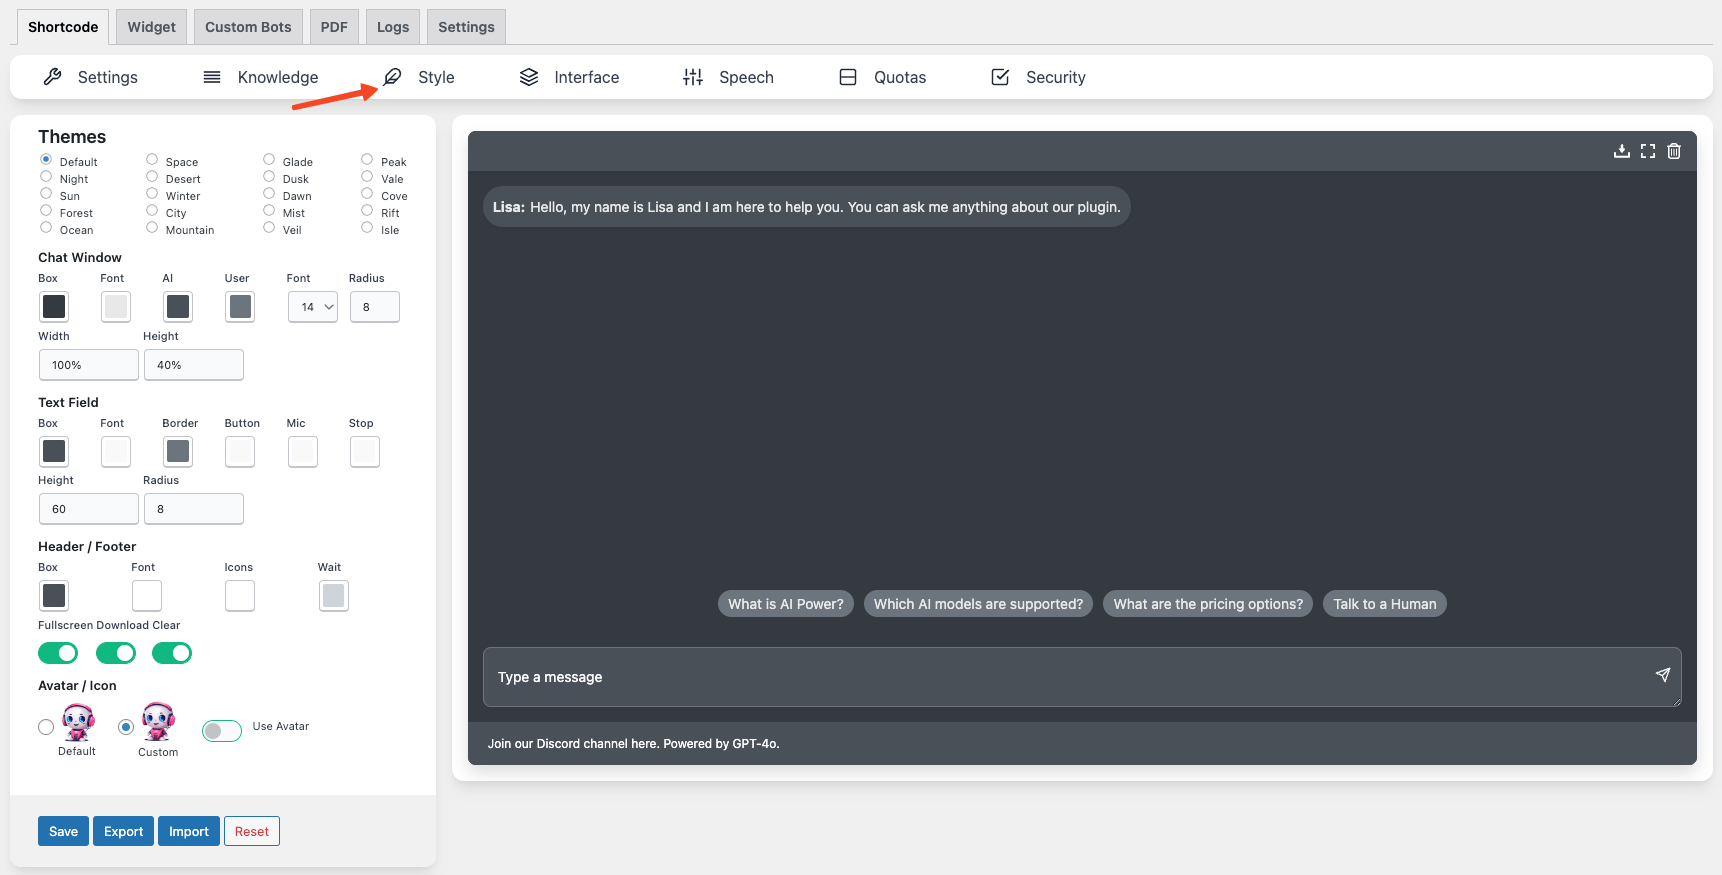 Shortcode Widget Custom Bots PDF Logs Settings
Settings Knowledge Style Interface Speech Quotas Security
Themes
Default Space Glade Peak
Night Desert Dusk Vale
Sun Winter Dawn Cove
Forest City Mist Rift
Ocean Mountain Veil Isle
Chat Window
Box Font AI User Font Radius
14 8
Width Height
100% 40%
Text Field
Box Font Border Button Mic Stop
Height Radius
60 8
Header / Footer
Box Font Icons Wait
Fullscreen Download Clear
Avatar / Icon
Use Avatar
Default Custom
Save Export Import Reset
Lisa: Hello, my name is Lisa and I am here to help you. You can ask me anything about our plugin.
What is AI Power? Which AI models are supported? What are the pricing options? Talk to a Human
Type a message
Join our Discord channel here. Powered by GPT-4o.